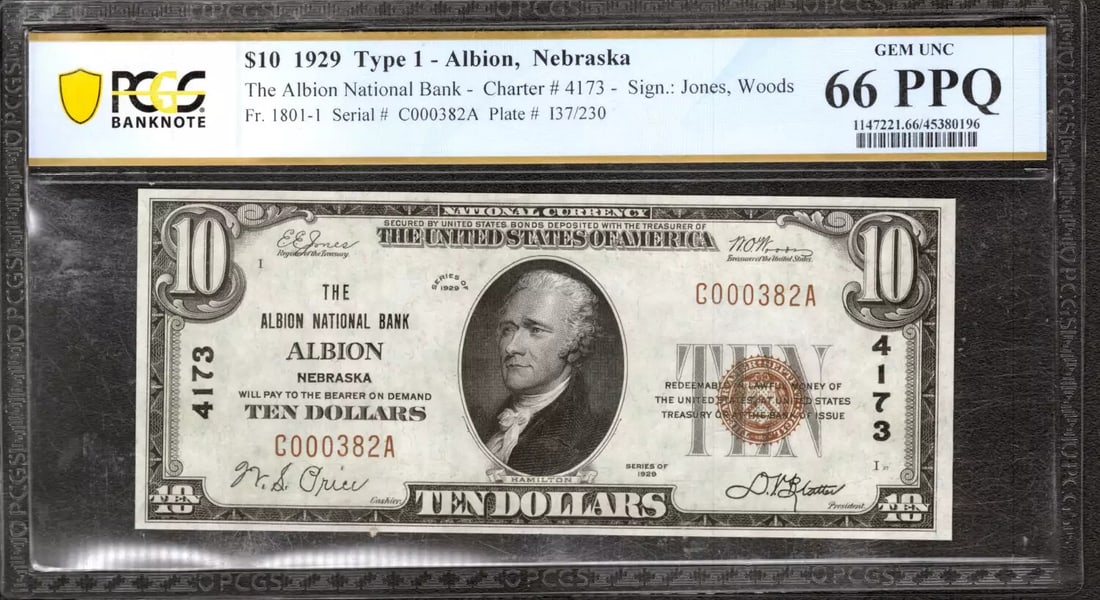 PCGS
BANKNOTE
$10 1929 Type 1 - Albion, Nebraska
The Albion National Bank - Charter # 4173 - Sign.: Jones, Woods
Fr. 1801-1 Serial # C000382A Plate # I37/230
GEM UNC
66 PPQ
1147221.66/45380196
NATIONAL CURRENCY
SECURED BY UNITED STATES BONDS DEPOSITED WITH THE TREASURER OF
THE UNITED STATES OF AMERICA
10
10
E.E. Jones
Register of the Treasury.
W.O. Woods
Treasurer of the United States.
I
SERIES OF
1929
C000382A
THE
ALBION NATIONAL BANK
ALBION
NEBRASKA
WILL PAY TO THE BEARER ON DEMAND
TEN DOLLARS
C000382A
4173
4173
TEN
REDEEMABLE IN LAWFUL MONEY OF
THE UNITED STATES AT UNITED STATES
TREASURY OR AT THE BANK OF ISSUE
SERIES OF
1929
I
Cashier.
President.
HAMILTON
TEN DOLLARS
10
TEN
10
TEN
PCGS